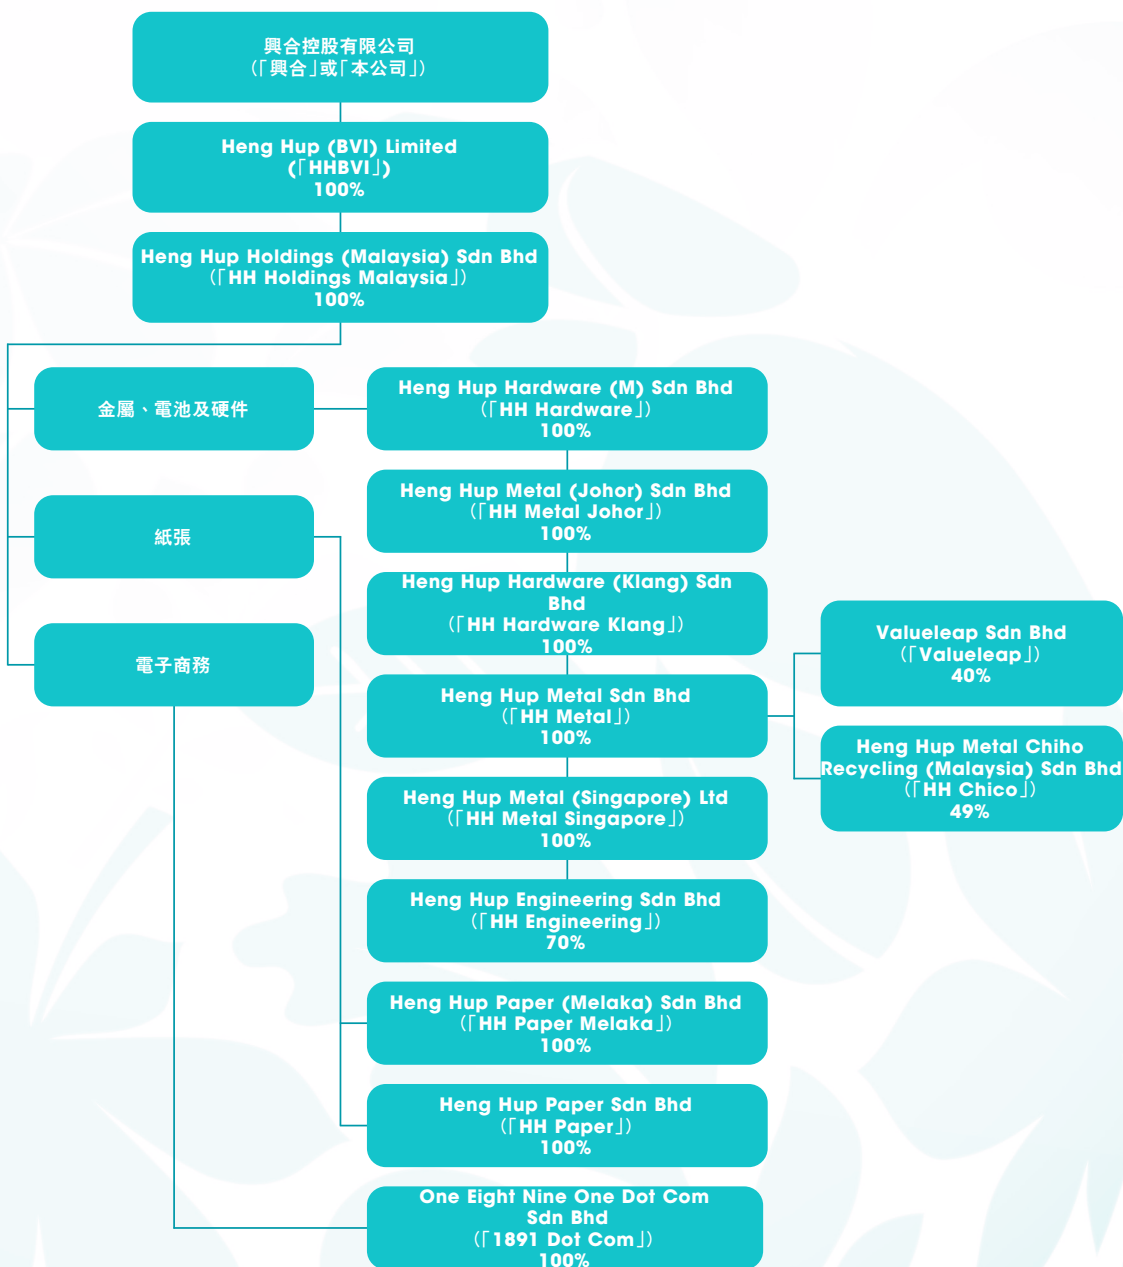 興合控股有限公司
(「興合」或「本公司」)
Heng Hup (BVI) Limited
(「HHBVI」)
100%
Heng Hup Holdings (Malaysia) Sdn Bhd
(「HH Holdings Malaysia」)
100%
金屬、電池及硬件
Heng Hup Hardware (M) Sdn Bhd
(「HH Hardware」)
100%
Heng Hup Metal (Johor) Sdn Bhd
(「HH Metal Johor」)
100%
紙張
Heng Hup Hardware (Klang) Sdn
Bhd
(「HH Hardware Klang」)
100%
電子商務
Heng Hup Metal Sdn Bhd
(「HH Metal」)
100%
Valueleap Sdn Bhd
(「Valueleap」)
40%
Heng Hup Metal Chiho
Recycling (Malaysia) Sdn Bhd
(「HH Chico」)
49%
Heng Hup Metal (Singapore) Ltd
(「HH Metal Singapore」)
100%
Heng Hup Engineering Sdn Bhd
(「HH Engineering」)
70%
Heng Hup Paper (Melaka) Sdn Bhd
(「HH Paper Melaka」)
100%
Heng Hup Paper Sdn Bhd
(「HH Paper」)
100%
One Eight Nine One Dot Com
Sdn Bhd
(「1891 Dot Com」)
100%